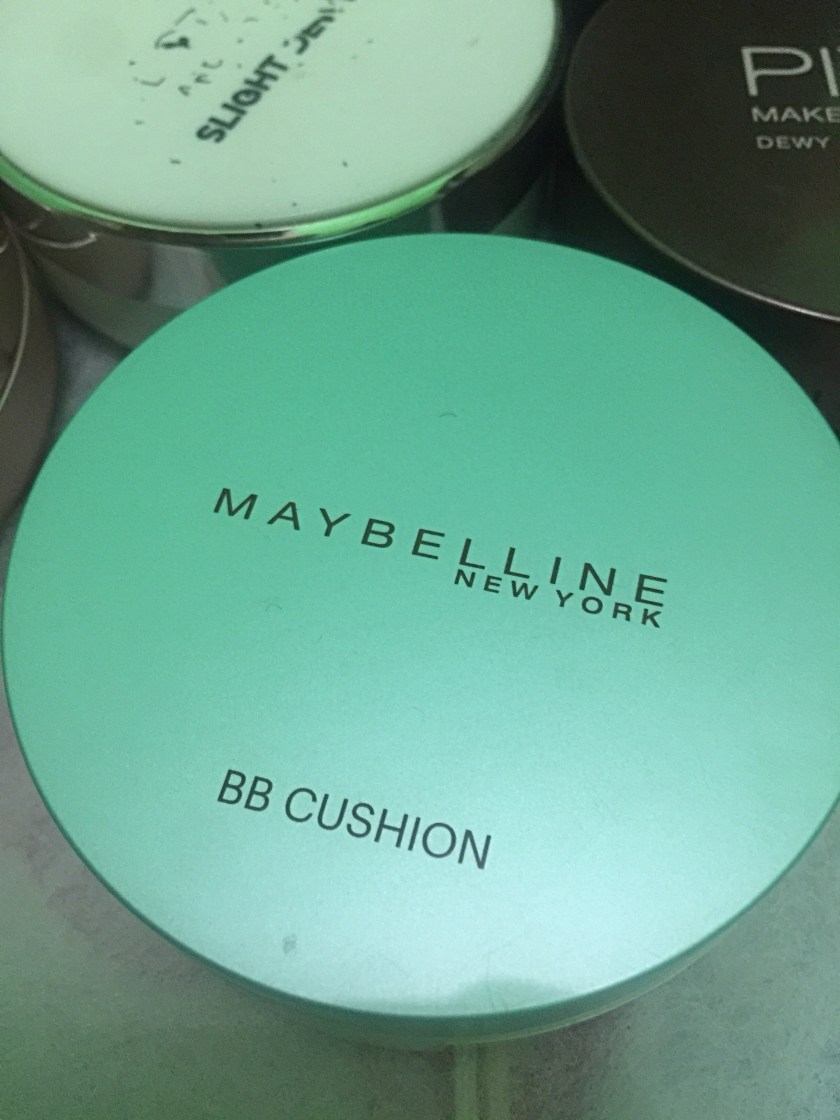 SLIGHT
PI
MAKE
DEWY
MAYBELLINE
NEW YORK
BB CUSHION